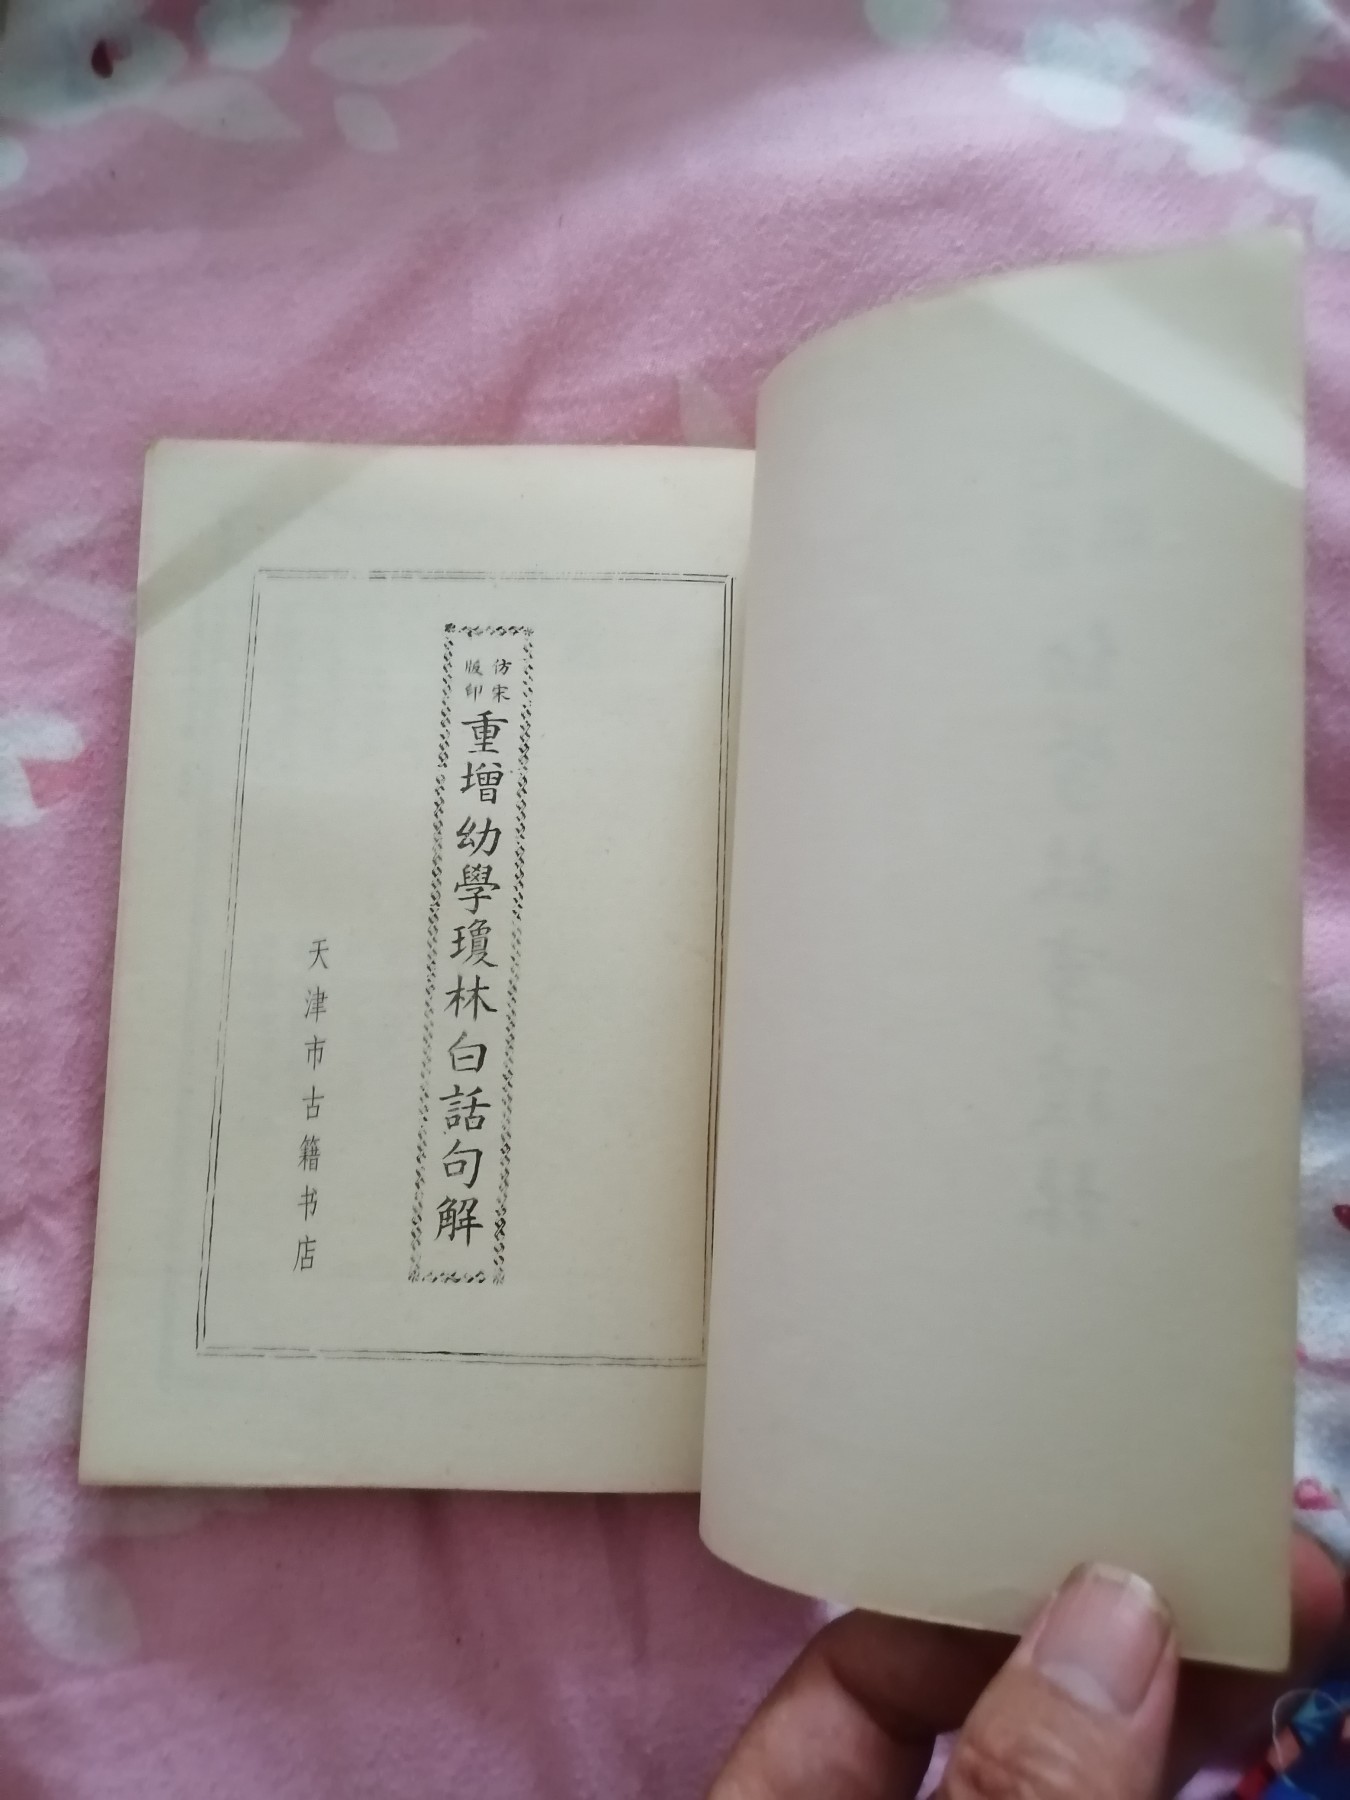 仿宋
版印
重增幼學瓊林白話句解
天津市古籍书店